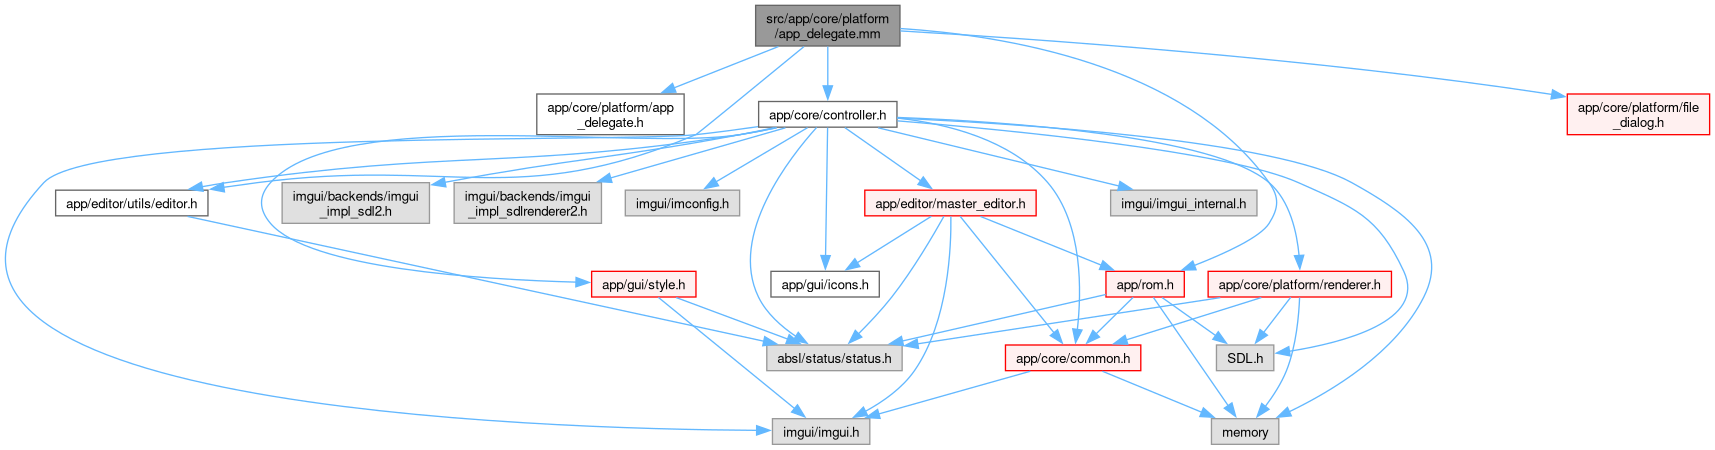 src/app/core/platform
/app_delegate.mm
app/core/platform/app
_delegate.h
app/core/controller.h
app/core/platform/file
_dialog.h
app/editor/utils/editor.h
imgui/backends/imgui
_impl_sdl2.h
imgui/backends/imgui
_impl_sdlrenderer2.h
imgui/imconfig.h
app/editor/master_editor.h
imgui/imgui_internal.h
app/gui/style.h
app/gui/icons.h
app/rom.h
app/core/platform/renderer.h
absl/status/status.h
app/core/common.h
SDL.h
imgui/imgui.h
memory